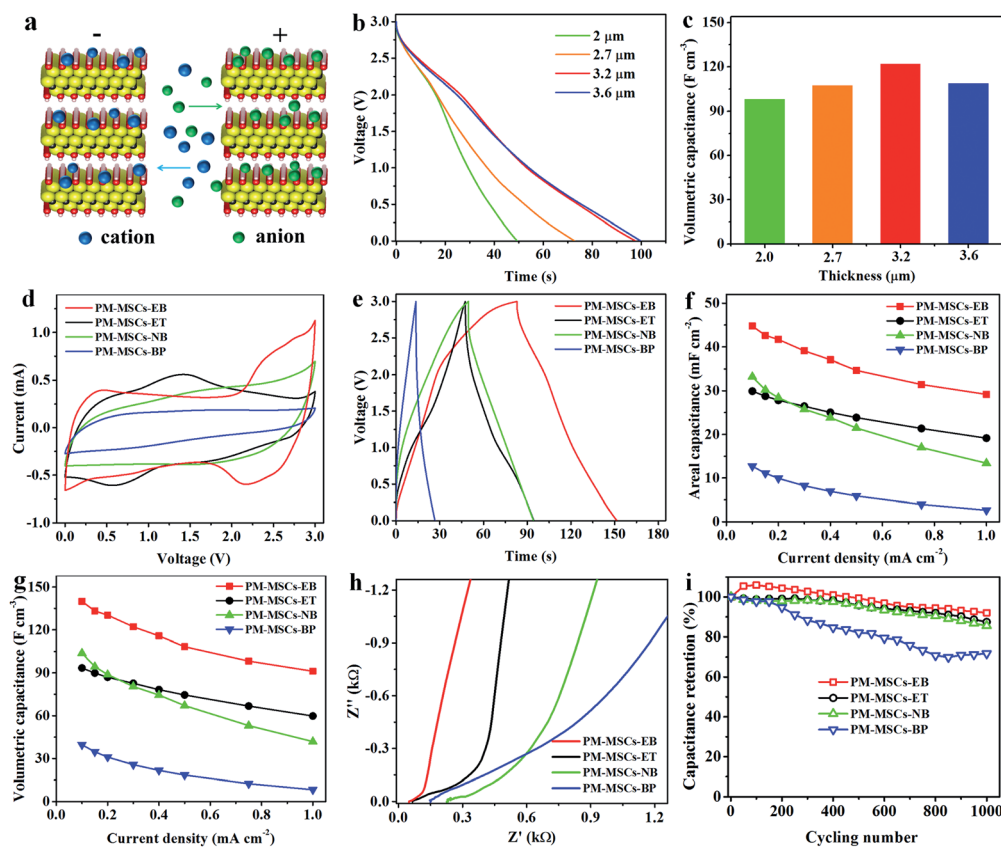 a
-
+
cation
anion
b
3.0
2.5
2.0
1.5
1.0
0.5
0.0
Voltage (V)
2 μm
2.7 μm
3.2 μm
3.6 μm
0
20
40
60
80
100
Time (s)
c
150
120
90
60
30
0
Volumetric capacitance (F cm⁻³)
2.0
2.7
3.2
3.6
Thickness (μm)
d
PM-MSCs-EB
PM-MSCs-ET
PM-MSCs-NB
PM-MSCs-BP
1.0
0.5
0.0
-0.5
-1.0
Current (mA)
0.0
0.5
1.0
1.5
2.0
2.5
3.0
Voltage (V)
e
3.0
2.5
2.0
1.5
1.0
0.5
0.0
Voltage (V)
PM-MSCs-EB
PM-MSCs-ET
PM-MSCs-NB
PM-MSCs-BP
0
30
60
90
120
150
180
Time (s)
f
50
40
30
20
10
0
Areal capacitance (mF cm⁻²)
PM-MSCs-EB
PM-MSCs-ET
PM-MSCs-NB
PM-MSCs-BP
0.0
0.2
0.4
0.6
0.8
1.0
Current density (mA cm⁻²)
g
150
120
90
60
30
0
Volumetric capacitance (F cm⁻³)
PM-MSCs-EB
PM-MSCs-ET
PM-MSCs-NB
PM-MSCs-BP
0.0
0.2
0.4
0.6
0.8
1.0
Current density (mA cm⁻²)
h
-1.2
-0.9
-0.6
-0.3
0.0
Z'' (kΩ)
PM-MSCs-EB
PM-MSCs-ET
PM-MSCs-NB
PM-MSCs-BP
0.0
0.3
0.6
0.9
1.2
Z' (kΩ)
i
100
80
60
40
20
0
Capacitance retention (%)
PM-MSCs-EB
PM-MSCs-ET
PM-MSCs-NB
PM-MSCs-BP
0
200
400
600
800
1000
Cycling number